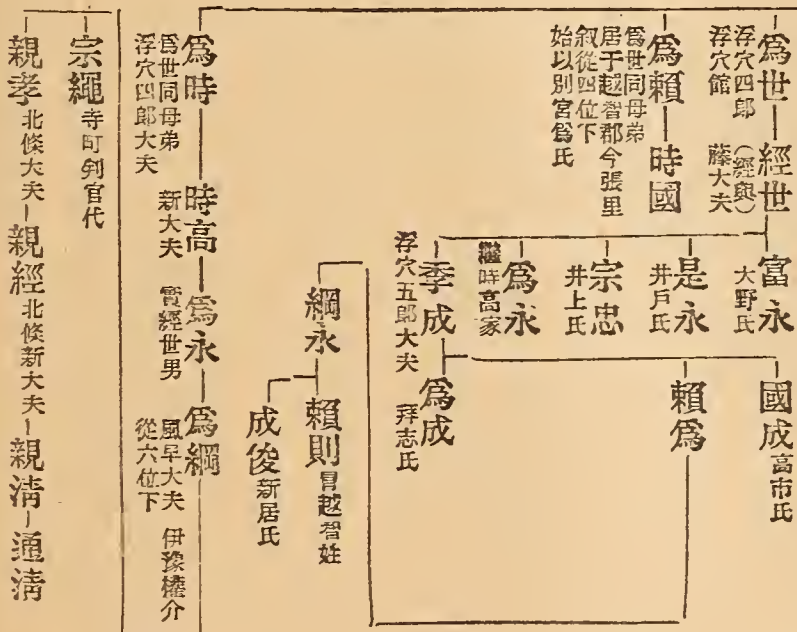 爲世
浮穴四郎
浮穴館
經世
(經與)
藤大夫
富永
大野氏
是永
井戸氏
宗忠
井上氏
爲永
繼時高家
季成
浮穴五郎大夫
國成 高市氏
賴爲
爲成
拜志氏
爲賴
爲世同母弟
居于越智郡今張里
叙從四位下
始以別宮爲氏
時國
綱永
賴則 冒越智姓
成俊 新居氏
爲時
爲世同母弟
浮穴四郎大夫
時高
新大夫
爲永
實經世男
爲綱
風早大夫 伊豫權介
從六位下
宗繩 寺町判官代
親孝 北條大夫
親經 北條新大夫
親淸
通淸